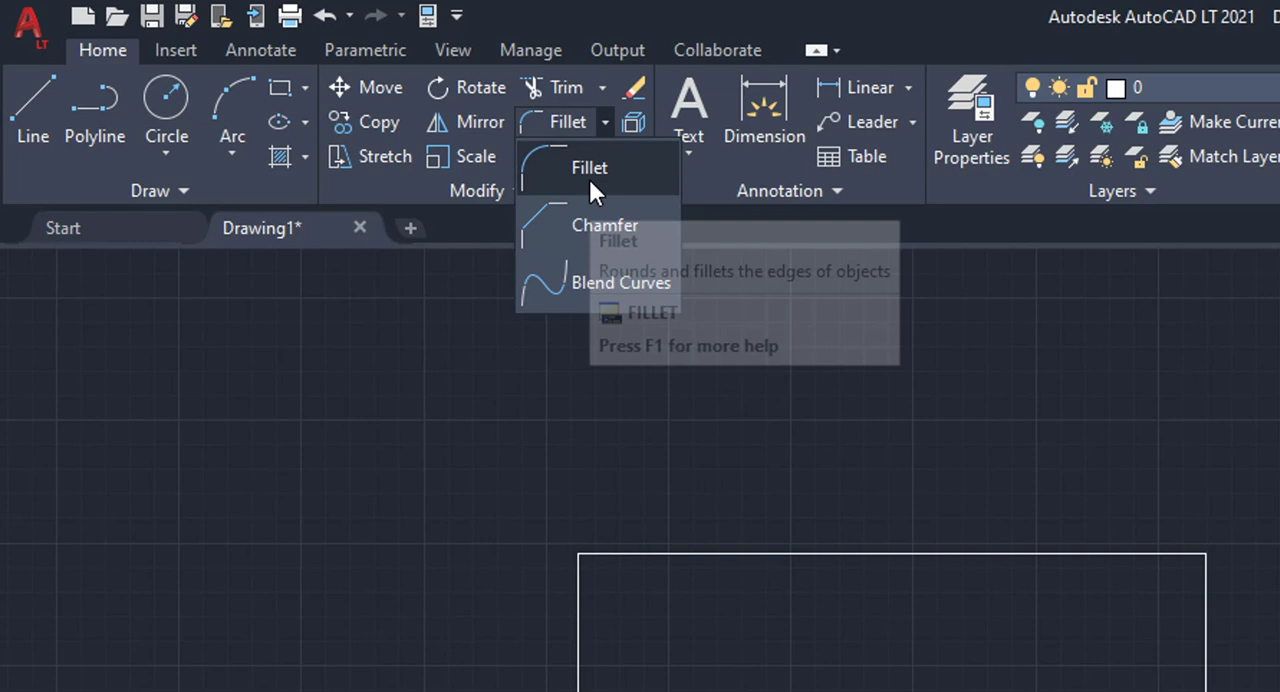 A
LT
Autodesk AutoCAD LT 2021
Home Insert Annotate Parametric View Manage Output Collaborate
Line Polyline Circle Arc
Move Rotate Trim
Copy Mirror Fillet
Stretch Scale
Text Dimension
Linear
Leader
Table
Layer
Properties
0
Make Curre
Match Laye
Draw Modify Annotation Layers
Fillet
Chamfer
Blend Curves
Start Drawing1*
Fillet
Rounds and fillets the edges of objects
FILLET
Press F1 for more help